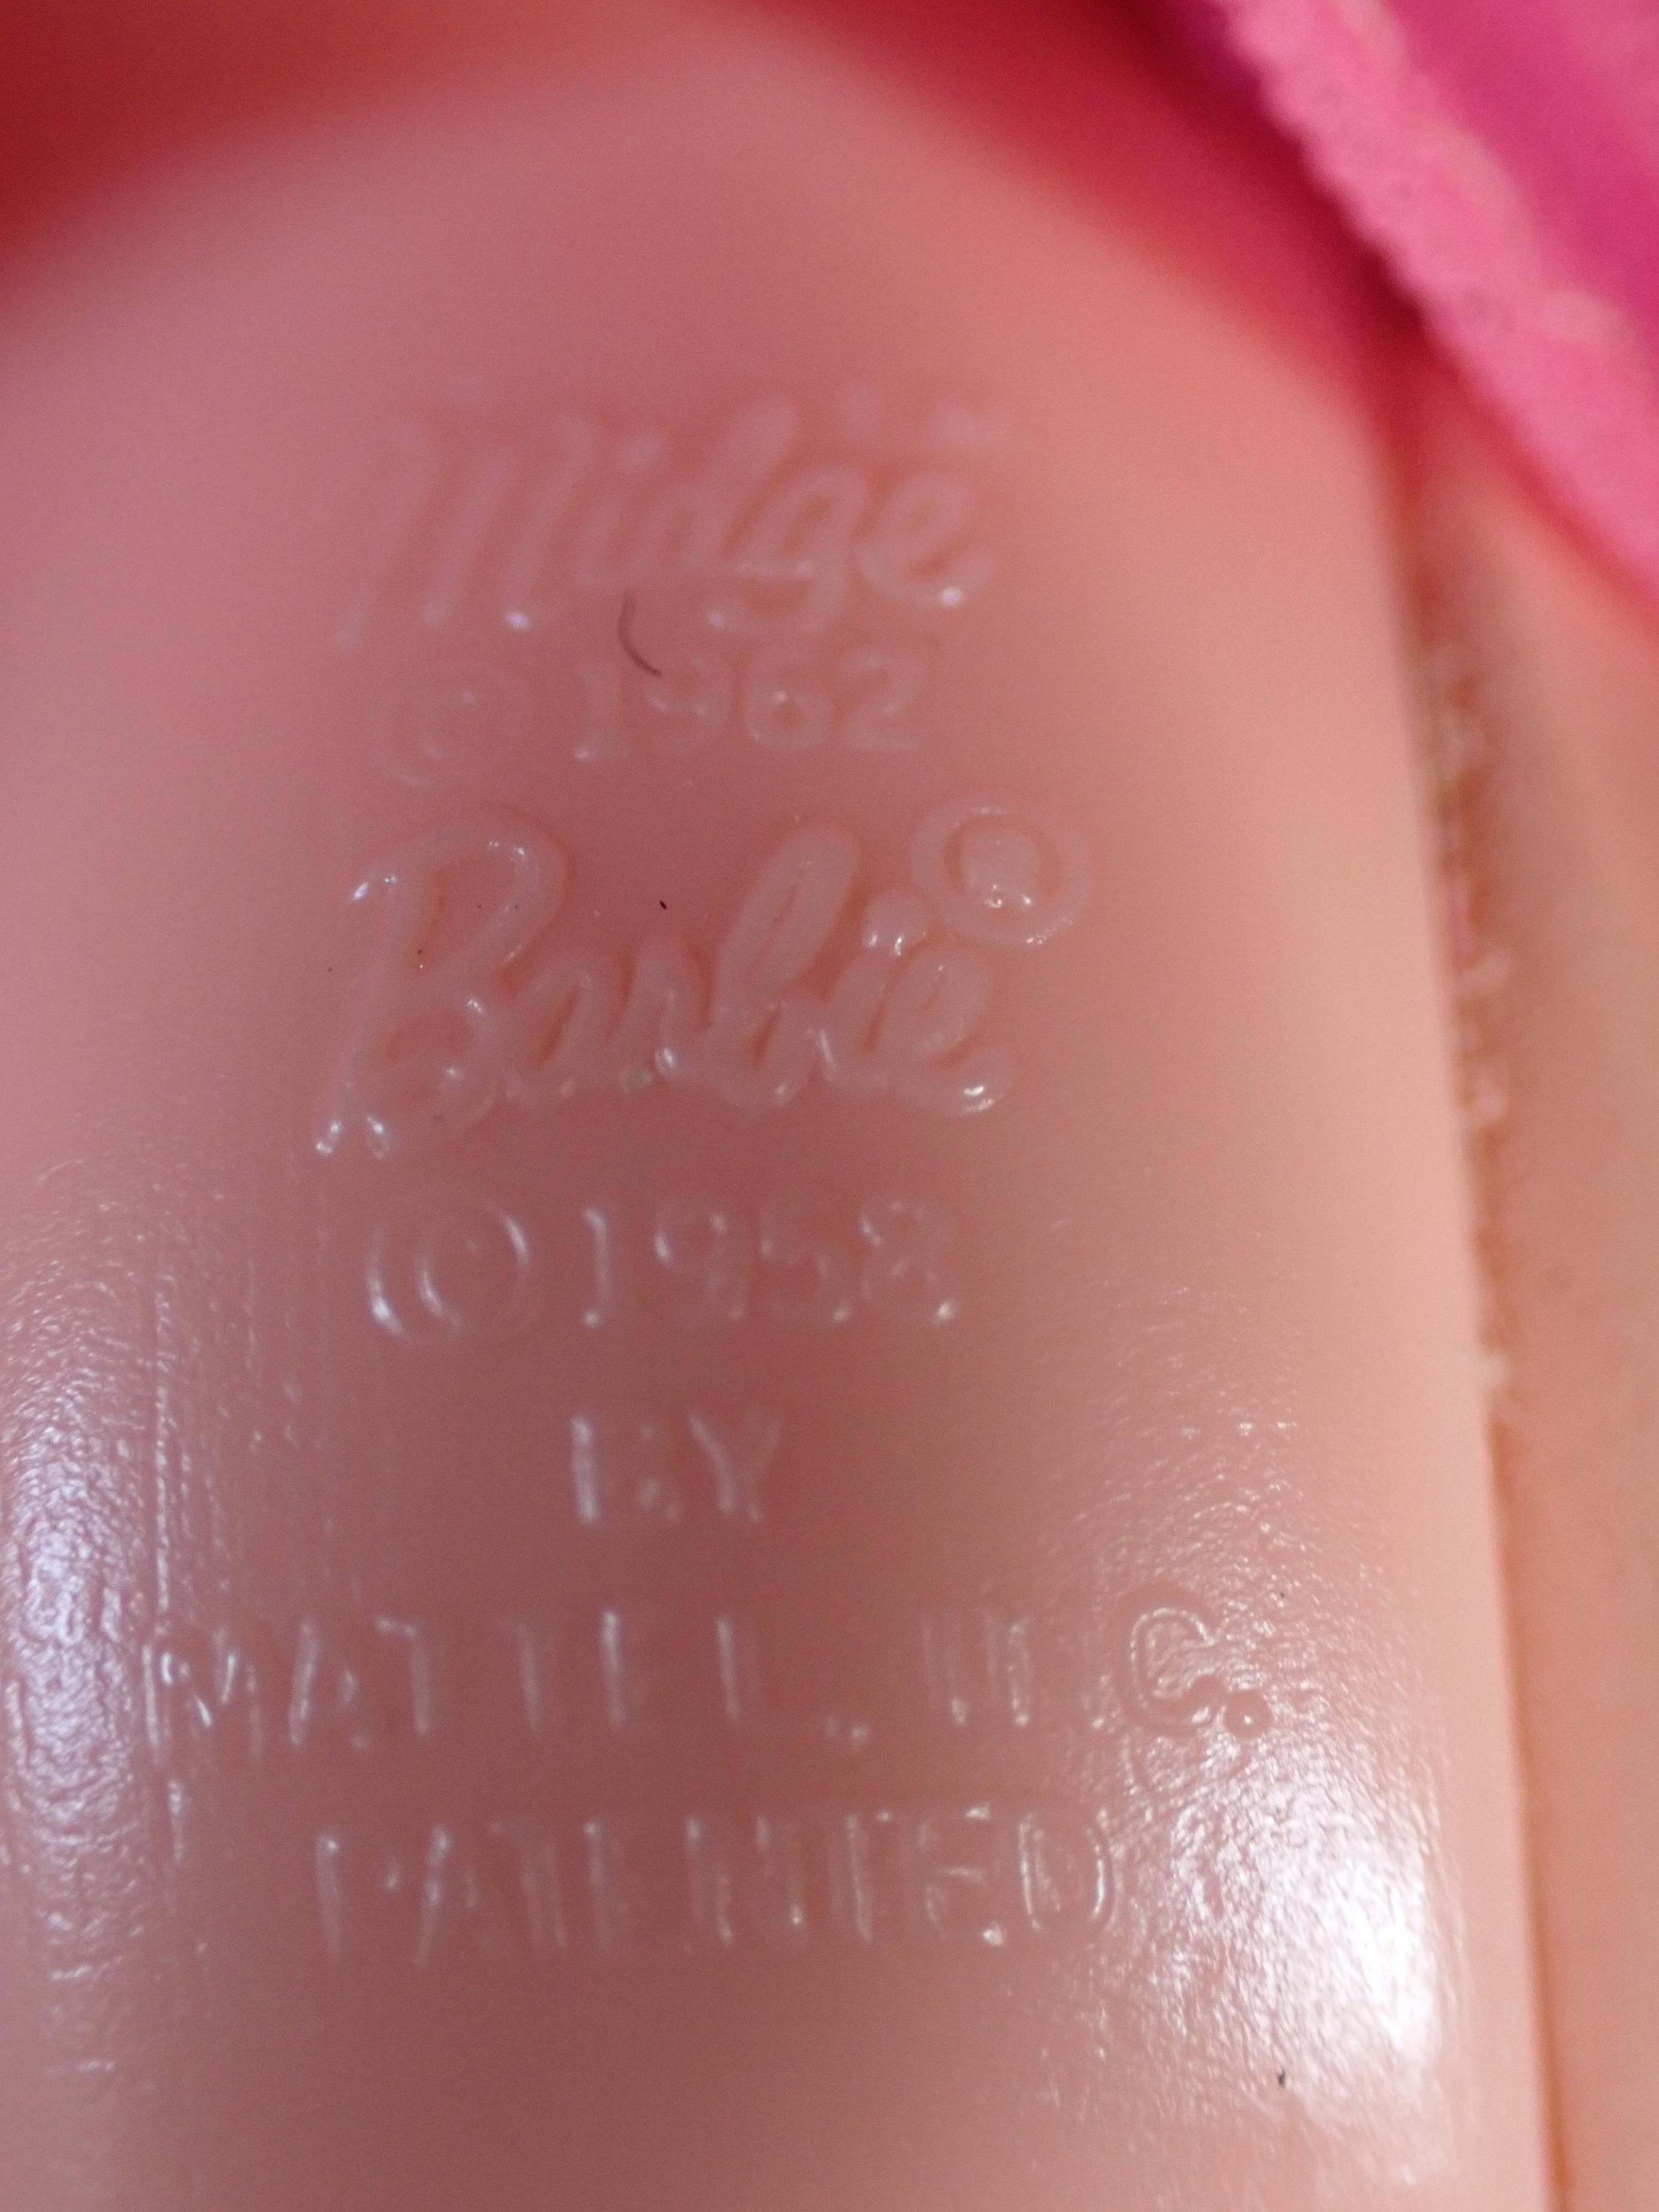 Midge
©1962
Barbie®
©1958
BY
MATTEL, INC.
PATENTED